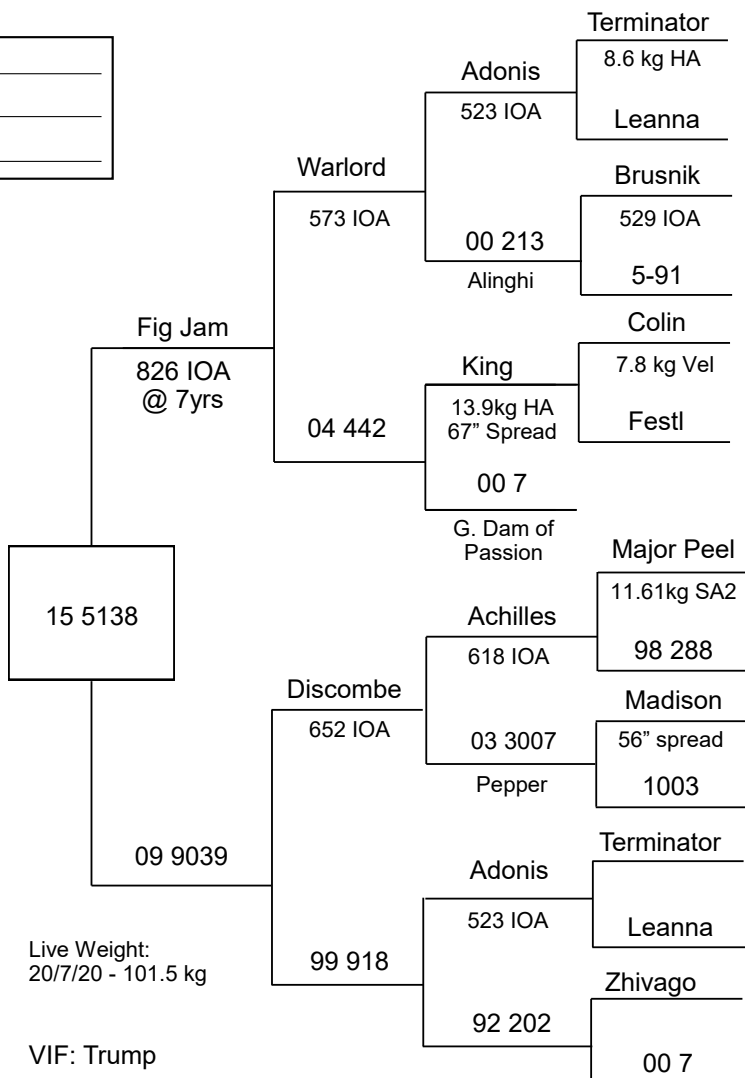 Terminator
8.6 kg HA
Adonis
523 IOA
Leanna
Warlord
573 IOA
Brusnik
529 IOA
00 213
Alinghi
5-91
Fig Jam
826 IOA
@ 7yrs
Colin
7.8 kg Vel
King
13.9kg HA
67” Spread
Festl
04 442
00 7
G. Dam of
Passion
15 5138
Major Peel
11.61kg SA2
Achilles
618 IOA
98 288
Discombe
652 IOA
Madison
56” spread
03 3007
Pepper
1003
09 9039
Terminator
Adonis
523 IOA
Leanna
99 918
Zhivago
92 202
00 7
Live Weight:
20/7/20 - 101.5 kg
VIF: Trump